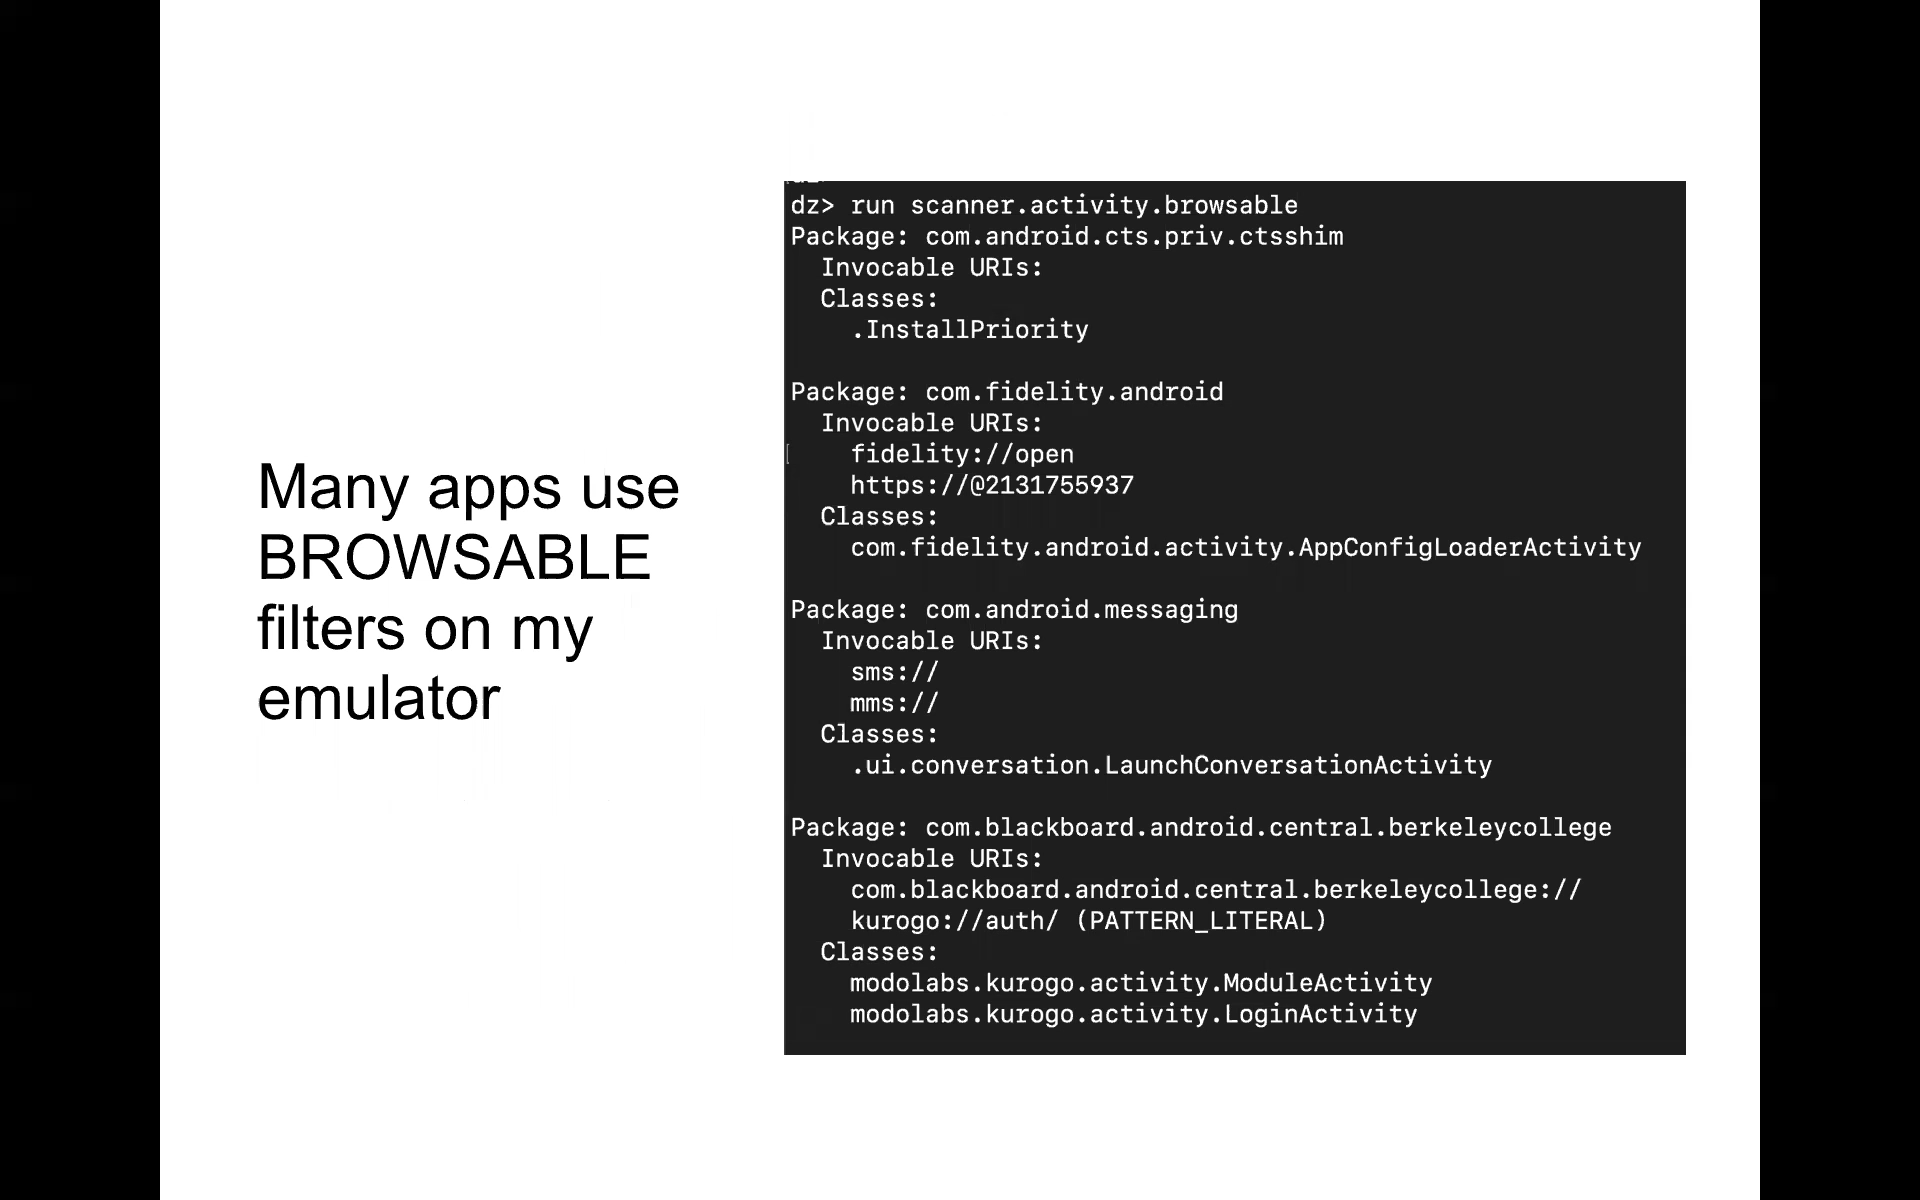 Many apps use
BROWSABLE
filters on my
emulator
dz> run scanner.activity.browsable
Package: com.android.cts.priv.ctsshim
  Invocable URIs:
  Classes:
    .InstallPriority

Package: com.fidelity.android
  Invocable URIs:
    fidelity://open
    https://@2131755937
  Classes:
    com.fidelity.android.activity.AppConfigLoaderActivity

Package: com.android.messaging
  Invocable URIs:
    sms://
    mms://
  Classes:
    .ui.conversation.LaunchConversationActivity

Package: com.blackboard.android.central.berkeleycollege
  Invocable URIs:
    com.blackboard.android.central.berkeleycollege://
    kurogo://auth/ (PATTERN_LITERAL)
  Classes:
    modolabs.kurogo.activity.ModuleActivity
    modolabs.kurogo.activity.LoginActivity